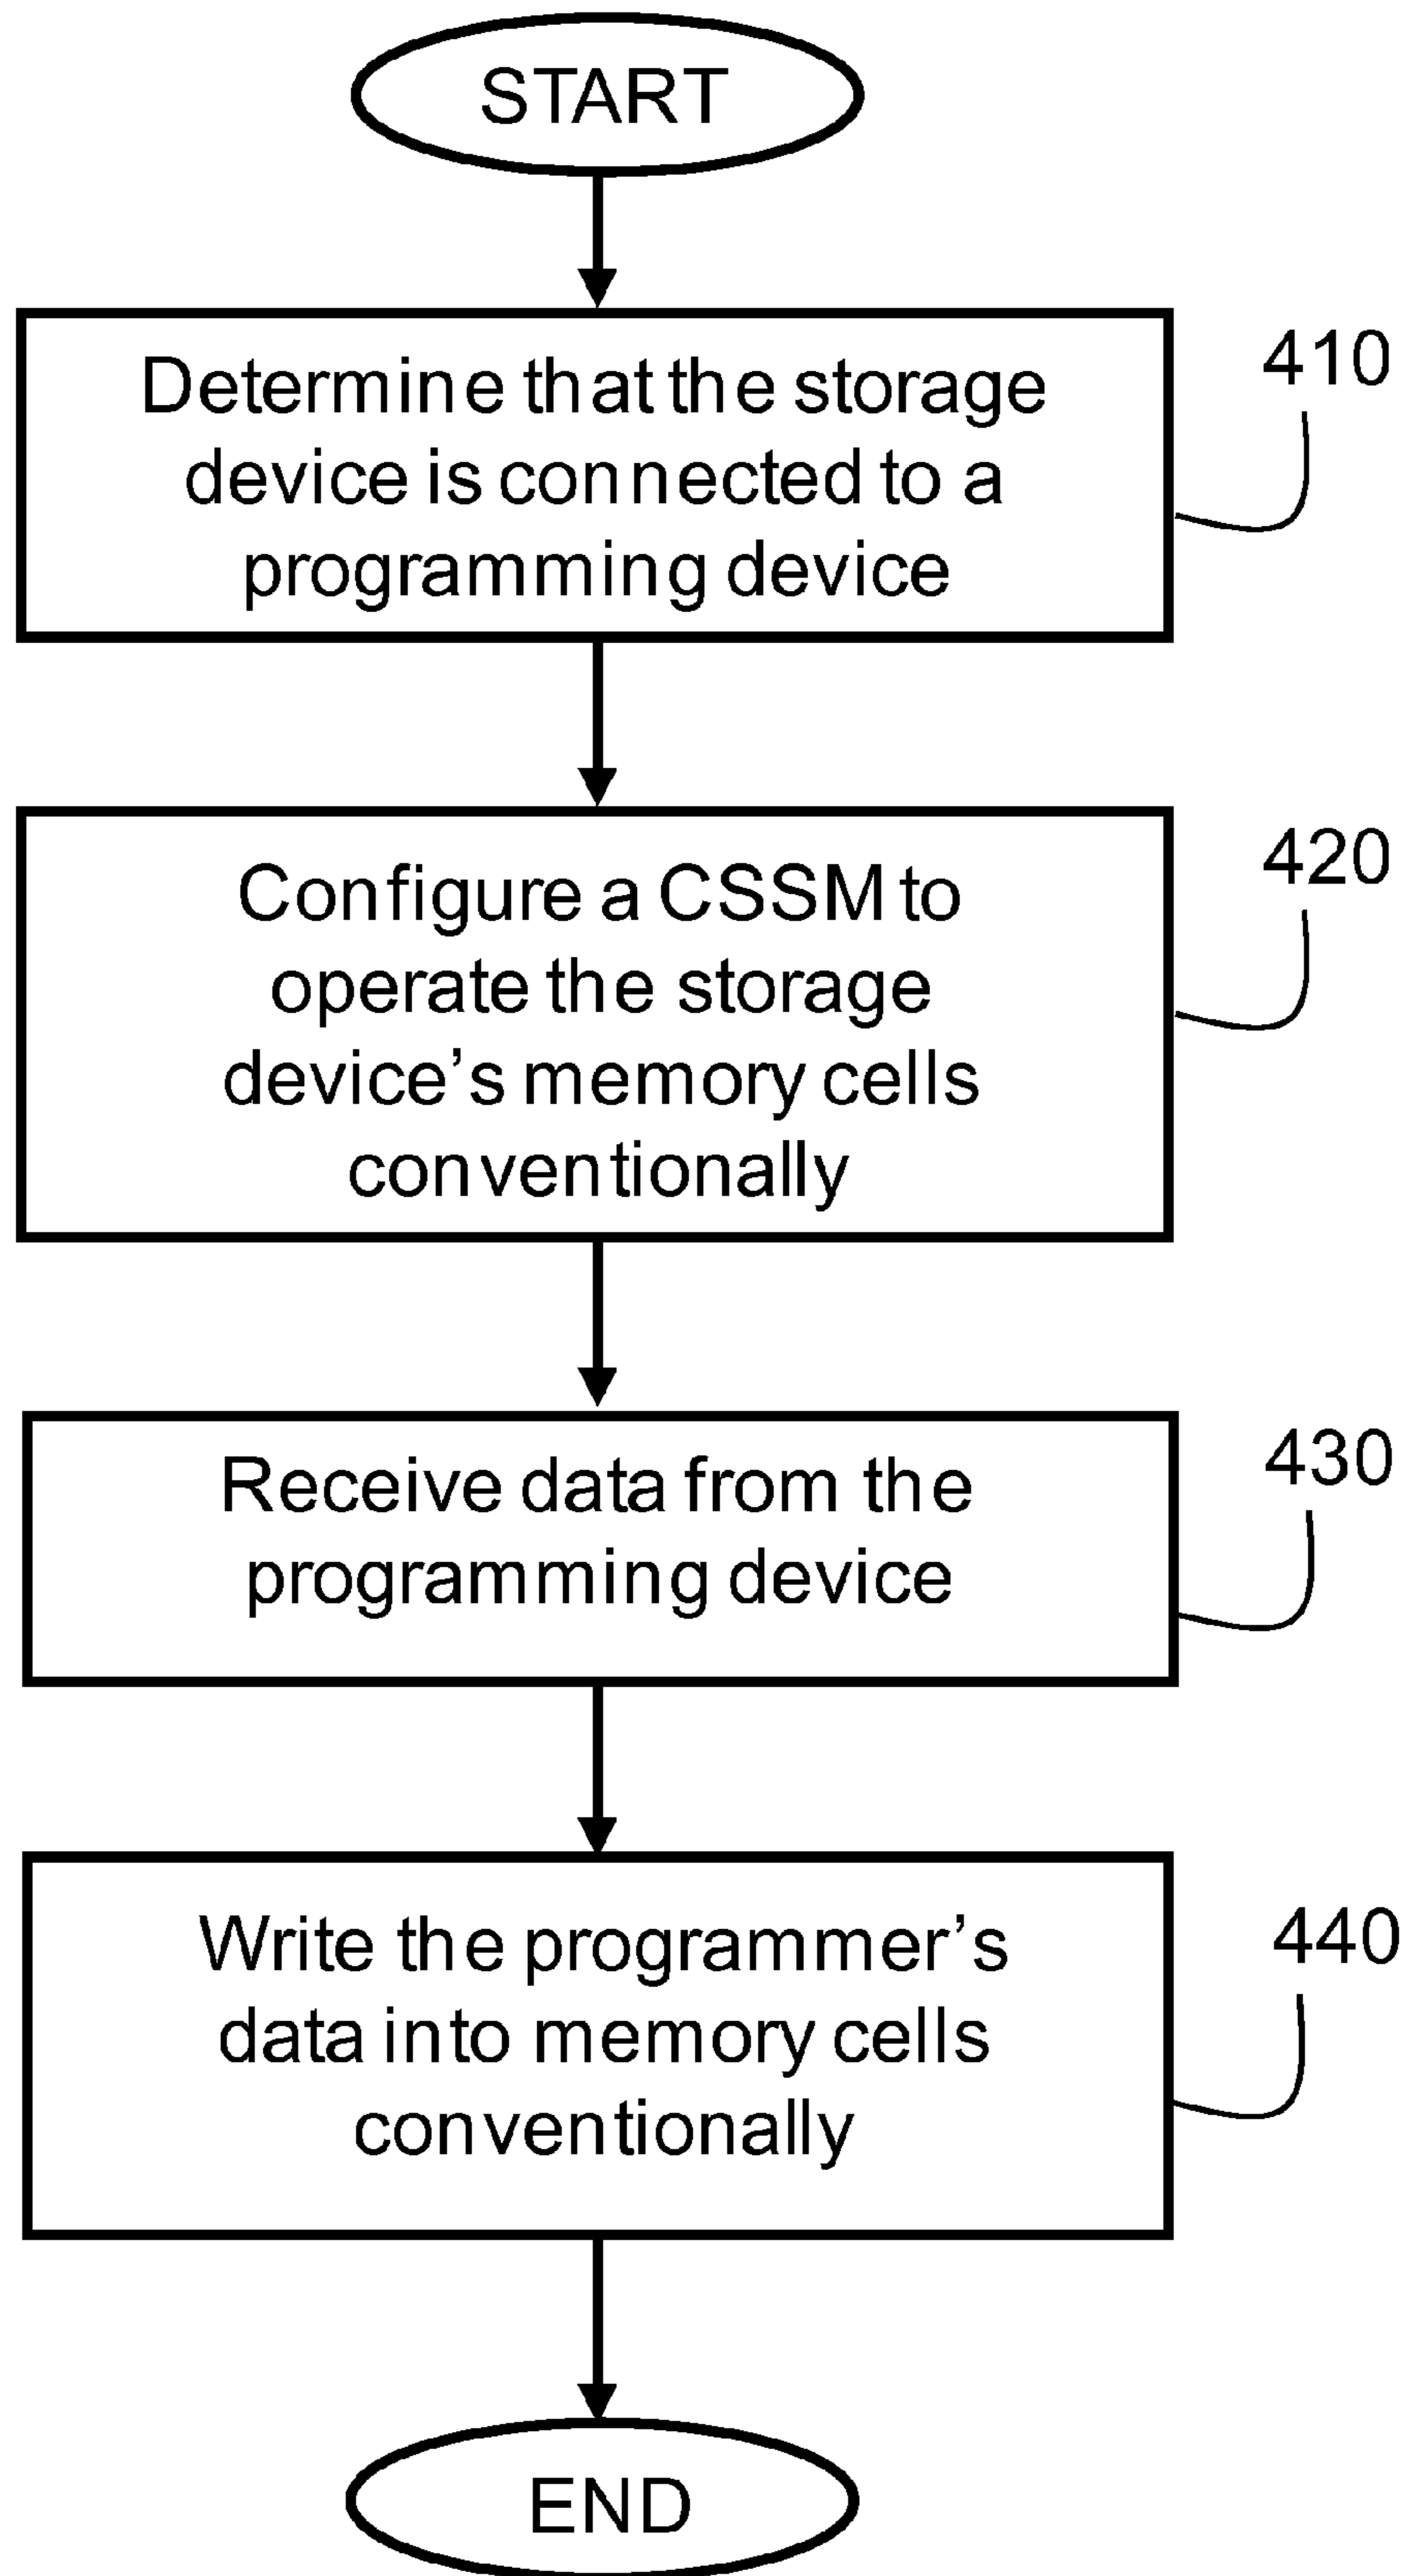 START
Determine that the storage
device is connected to a
programming device
410
Configure a CSSM to
operate the storage
device’s memory cells
conventionally
420
Receive data from the
programming device
430
Write the programmer’s
data into memory cells
conventionally
440
END